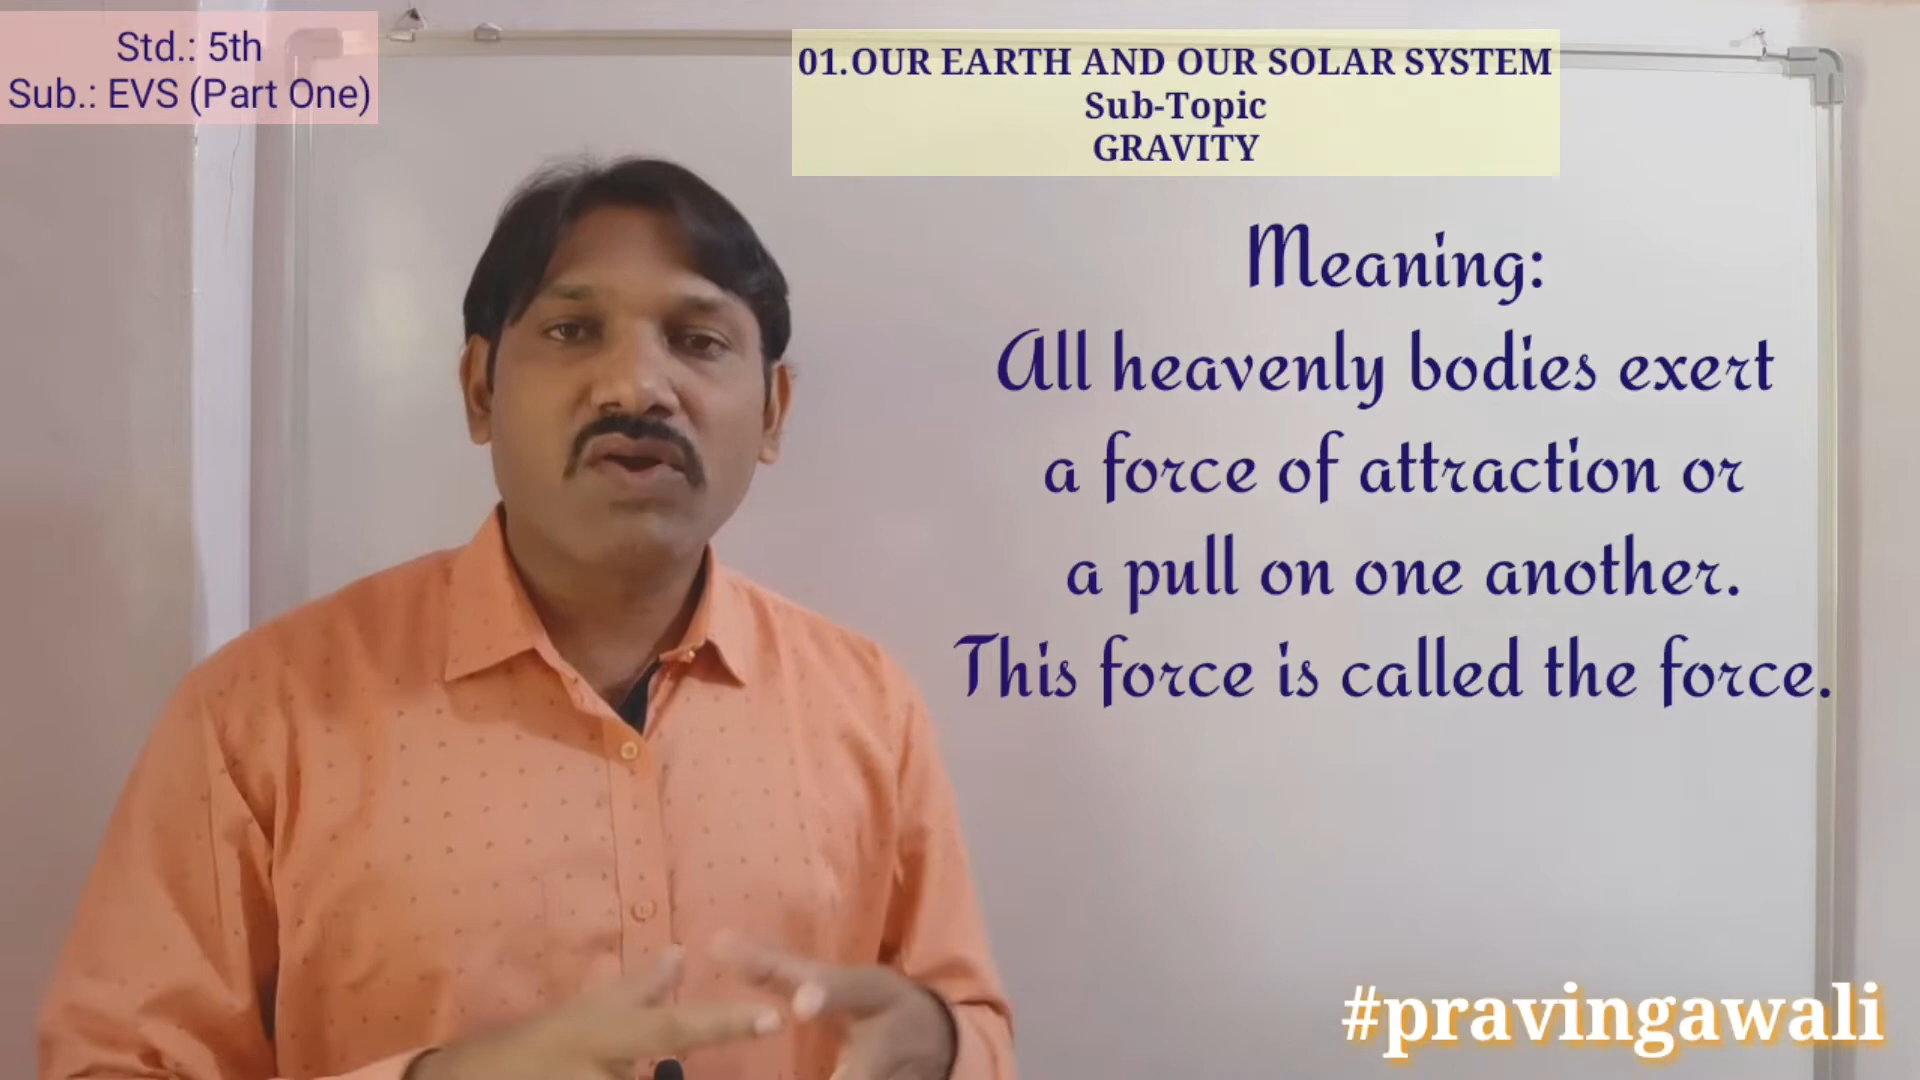 Std.: 5th
Sub.: EVS (Part One)
01.OUR EARTH AND OUR SOLAR SYSTEM
Sub-Topic
GRAVITY
Meaning:
All heavenly bodies exert
a force of attraction or
a pull on one another.
This force is called the force.
#pravingawali